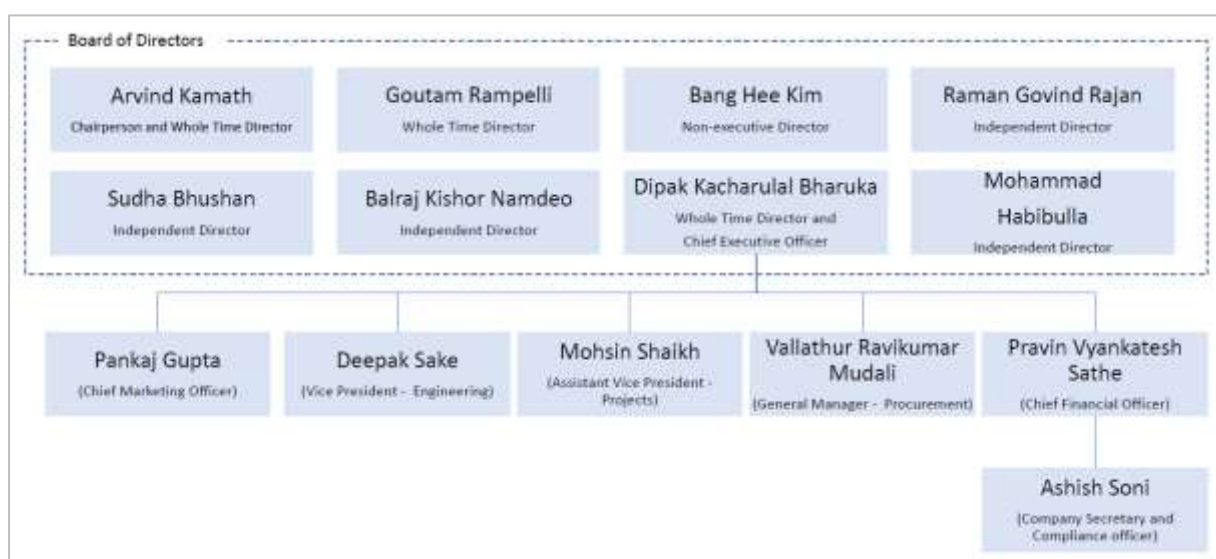 Board of Directors
Arvind Kamath
Chairperson and Whole Time Director
Goutam Rampelli
Whole Time Director
Bang Hee Kim
Non-executive Director
Raman Govind Rajan
Independent Director
Sudha Bhushan
Independent Director
Balraj Kishor Namdeo
Independent Director
Dipak Kacharulal Bharuka
Whole Time Director and
Chief Executive Officer
Mohammad
Habibulla
Independent Director
Pankaj Gupta
(Chief Marketing Officer)
Deepak Sake
(Vice President - Engineering)
Mohsin Shaikh
(Assistant Vice President -
Projects)
Vallathur Ravikumar
Mudali
(General Manager - Procurement)
Pravin Vyankatesh
Sathe
(Chief Financial Officer)
Ashish Soni
(Company Secretary and
Compliance officer)